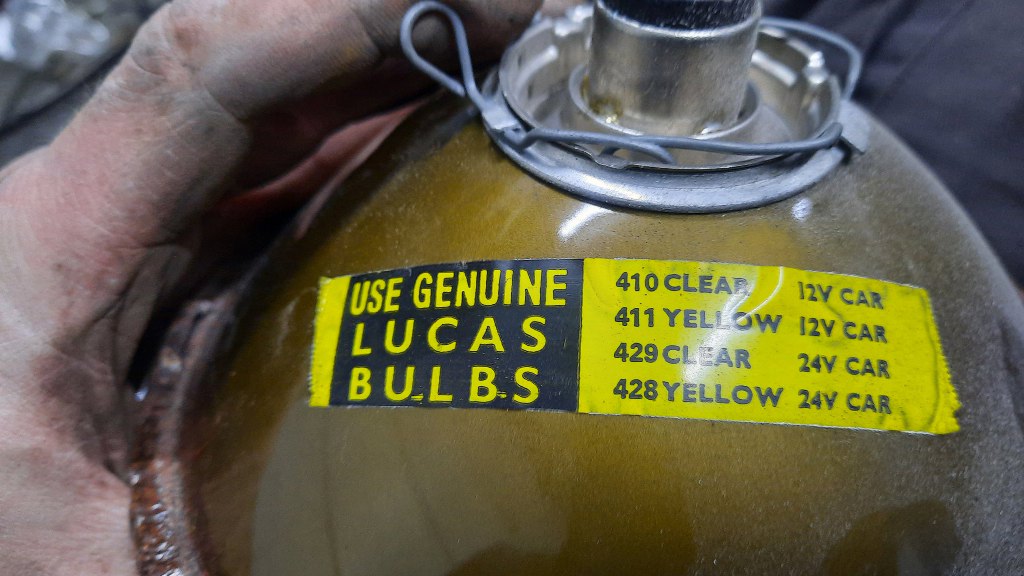 USE GENUINE
LUCAS
BULBS
410 CLEAR 12V CAR
411 YELLOW 12V CAR
429 CLEAR 24V CAR
428 YELLOW 24V CAR